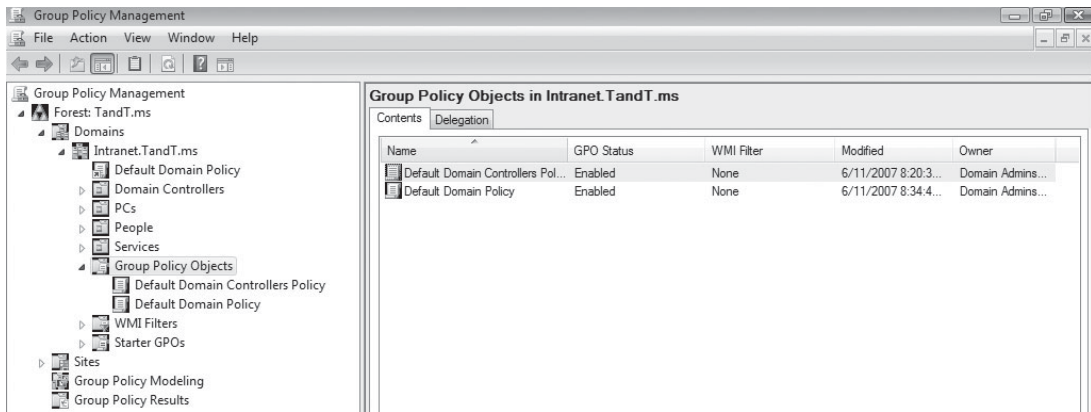 Group Policy Management
File Action View Window Help
Group Policy Management
Forest: TandT.ms
Domains
Intranet.TandT.ms
Default Domain Policy
Domain Controllers
PCs
People
Services
Group Policy Objects
Default Domain Controllers Policy
Default Domain Policy
WMI Filters
Starter GPOs
Sites
Group Policy Modeling
Group Policy Results
Group Policy Objects in Intranet.TandT.ms
Contents Delegation
Name GPO Status WMI Filter Modified Owner
Default Domain Controllers Pol... Enabled None 6/11/2007 8:20:3... Domain Admins...
Default Domain Policy Enabled None 6/11/2007 8:34:4... Domain Admins...